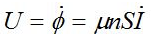 U = ϕ̇ = μnSİ